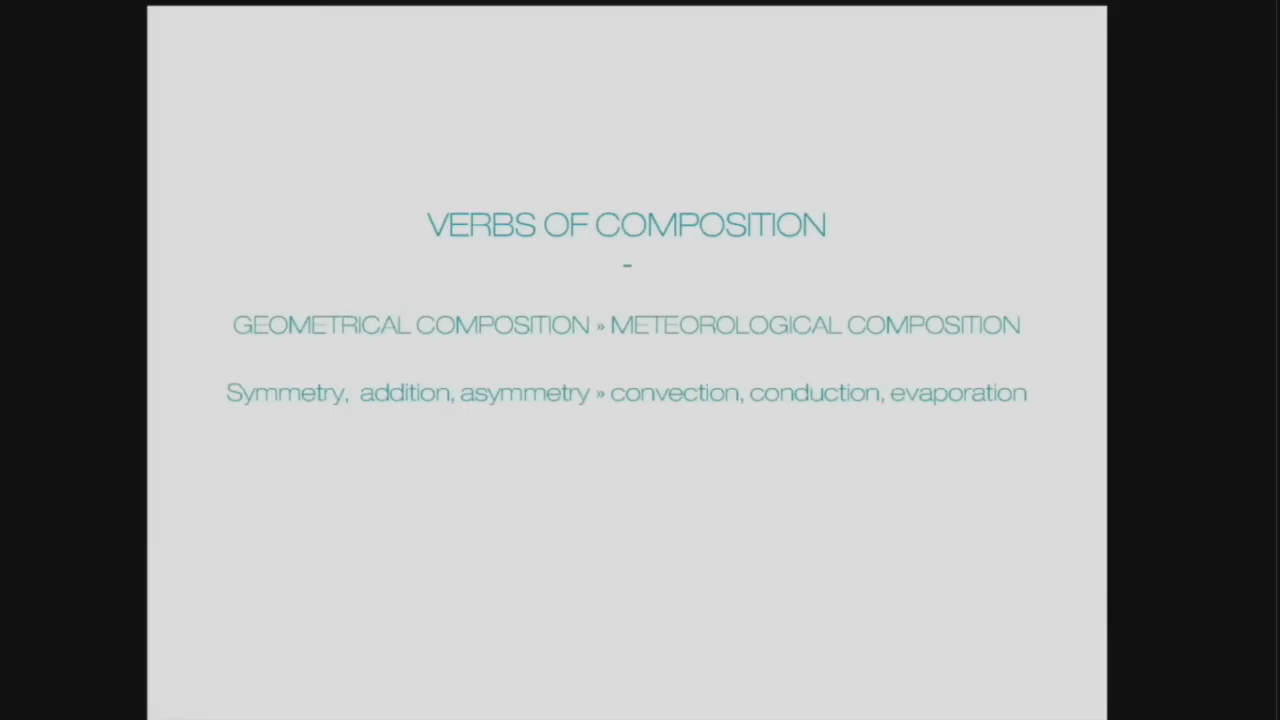 VERBS OF COMPOSITION
-
GEOMETRICAL COMPOSITION » METEOROLOGICAL COMPOSITION
Symmetry, addition, asymmetry » convection, conduction, evaporation